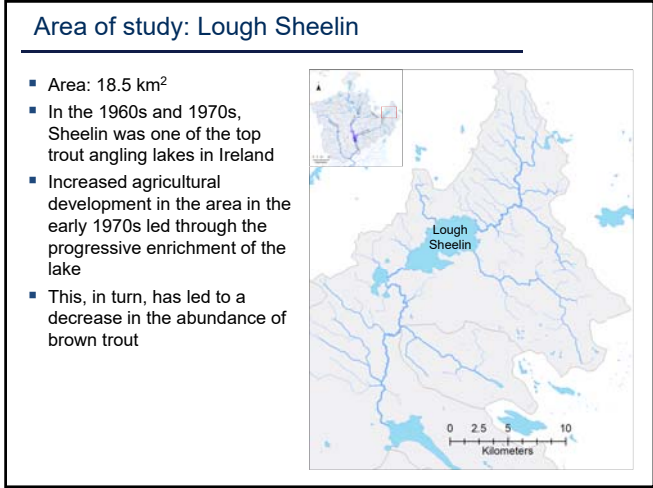 Area of study: Lough Sheelin
▪ Area: 18.5 km²
▪ In the 1960s and 1970s,
Sheelin was one of the top
trout angling lakes in Ireland
▪ Increased agricultural
development in the area in the
early 1970s led through the
progressive enrichment of the
lake
▪ This, in turn, has led to a
decrease in the abundance of
brown trout
Lough
Sheelin
0 2.5 5 10
Kilometers